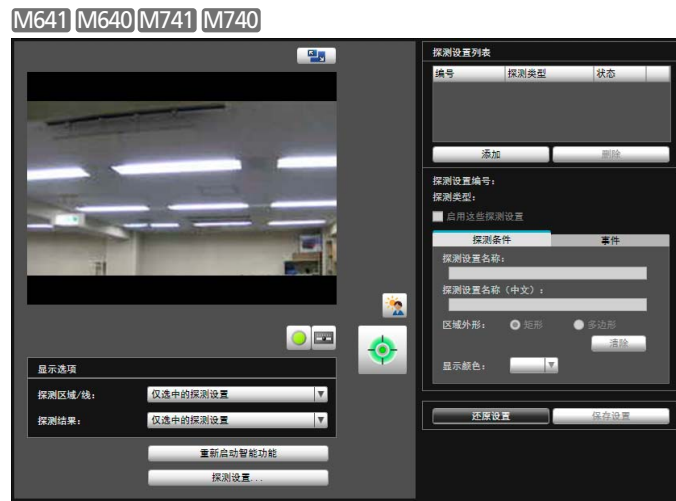 M641 M640 M741 M740
探测设置列表
编号 探测类型 状态
添加 删除
探测设置编号：
探测类型：
启用这些探测设置
探测条件 事件
探测设置名称：
探测设置名称（中文）：
区域外形： 矩形 多边形
清除
显示颜色：
还原设置 保存设置
显示选项
探测区域/线： 仅选中的探测设置
探测结果： 仅选中的探测设置
重新启动智能功能
探测设置...